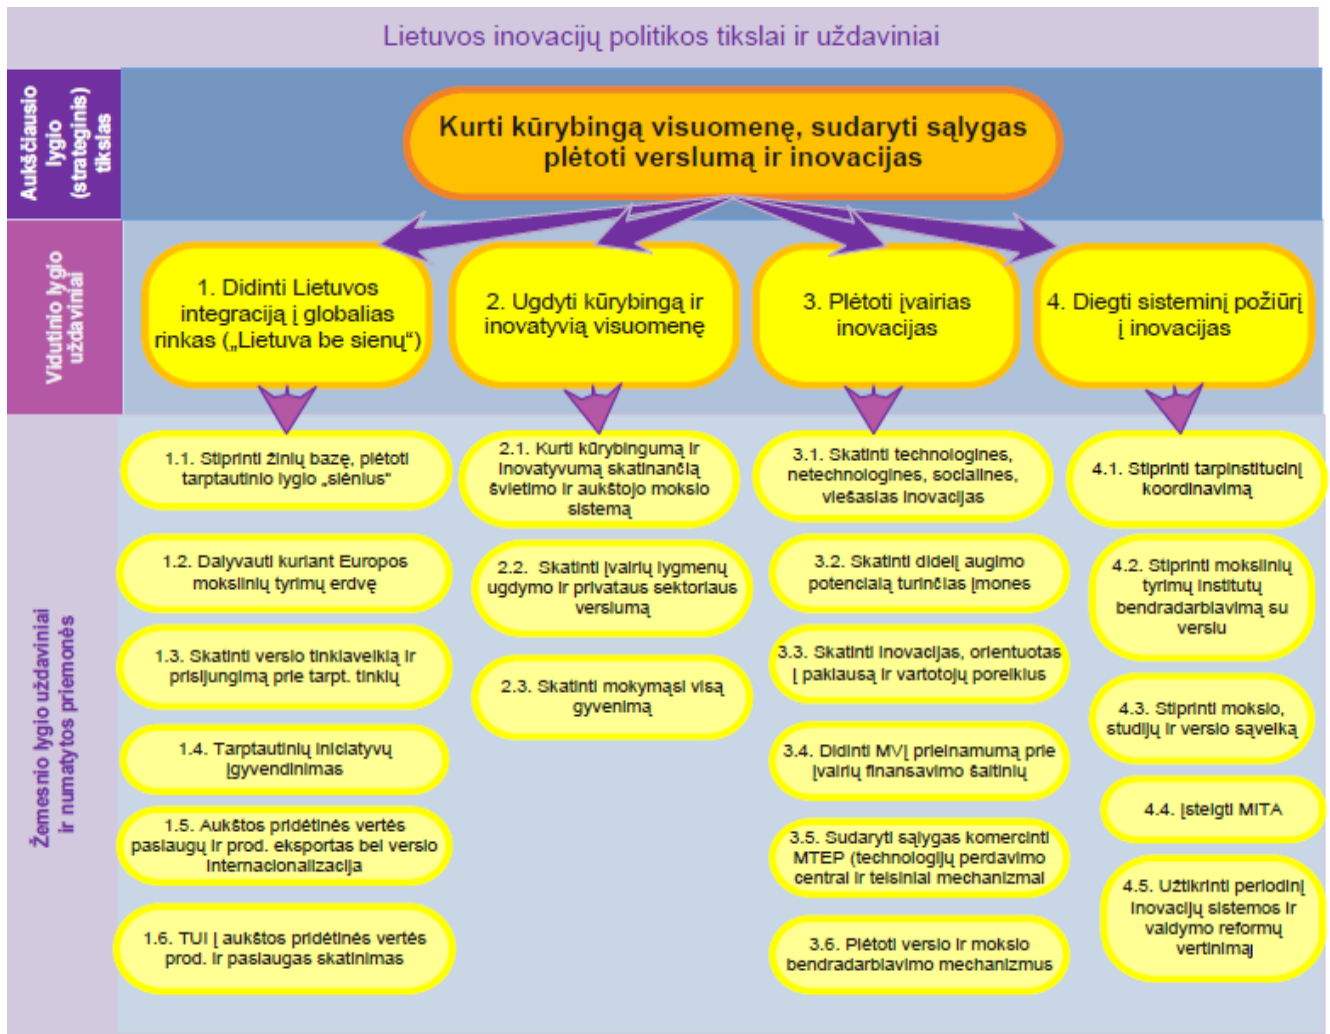 Lietuvos inovacijų politikos tikslai ir uždaviniai
Aukščiausio
lygio
(strateginis)
tikslas
Kurti kūrybingą visuomenę, sudaryti sąlygas
plėtoti verslumą ir inovacijas
Vidutinio lygio
uždaviniai
1. Didinti Lietuvos
integraciją į globalias
rinkas („Lietuva be sienų“)
2. Ugdyti kūrybingą ir
inovatyvią visuomenę
3. Plėtoti įvairias
inovacijas
4. Diegti sisteminį požiūrį
į inovacijas
Žemesnio lygio uždaviniai
ir numatytos priemonės
1.1. Stiprinti žinių bazę, plėtoti
tarptautinio lygio „slėnius“
1.2. Dalyvauti kuriant Europos
mokslinių tyrimų erdvę
1.3. Skatinti verslo tinklaveiklą ir
prisijungimą prie tarpt. tinklų
1.4. Tarptautinių iniciatyvų
įgyvendinimas
1.5. Aukštos pridėtinės vertės
paslaugų ir prod. eksportas bei verslo
internacionalizacija
1.6. TUI į aukštos pridėtinės vertės
prod. ir paslaugas skatinimas
2.1. Kurti kūrybingumą ir
inovatyvumą skatinančią
švietimo ir aukštojo mokslo
sistemą
2.2. Skatinti įvairių lygmenų
ugdymo ir privataus sektoriaus
verslumą
2.3. Skatinti mokymąsi visą
gyvenimą
3.1. Skatinti technologines,
netechnologines, socialines,
viešąsias inovacijas
3.2. Skatinti didelį augimo
potencialą turinčias įmones
3.3. Skatinti inovacijas, orientuotas
į paklausą ir vartotojų poreikius
3.4. Didinti MVĮ prieinamumą prie
įvairių finansavimo šaltinių
3.5. Sudaryti sąlygas komercinti
MTEP (technologijų perdavimo
centrai ir teisiniai mechanizmai
3.6. Plėtoti verslo ir mokslo
bendradarbiavimo mechanizmus
4.1. Stiprinti tarpinstitucinį
koordinavimą
4.2. Stiprinti mokslinių
tyrimų institutų
bendradarbiavimą su
verslu
4.3. Stiprinti mokslo,
studijų ir verslo sąveiką
4.4. Įsteigti MITA
4.5. Užtikrinti periodinį
inovacijų sistemos ir
valdymo reformų
vertinimąį